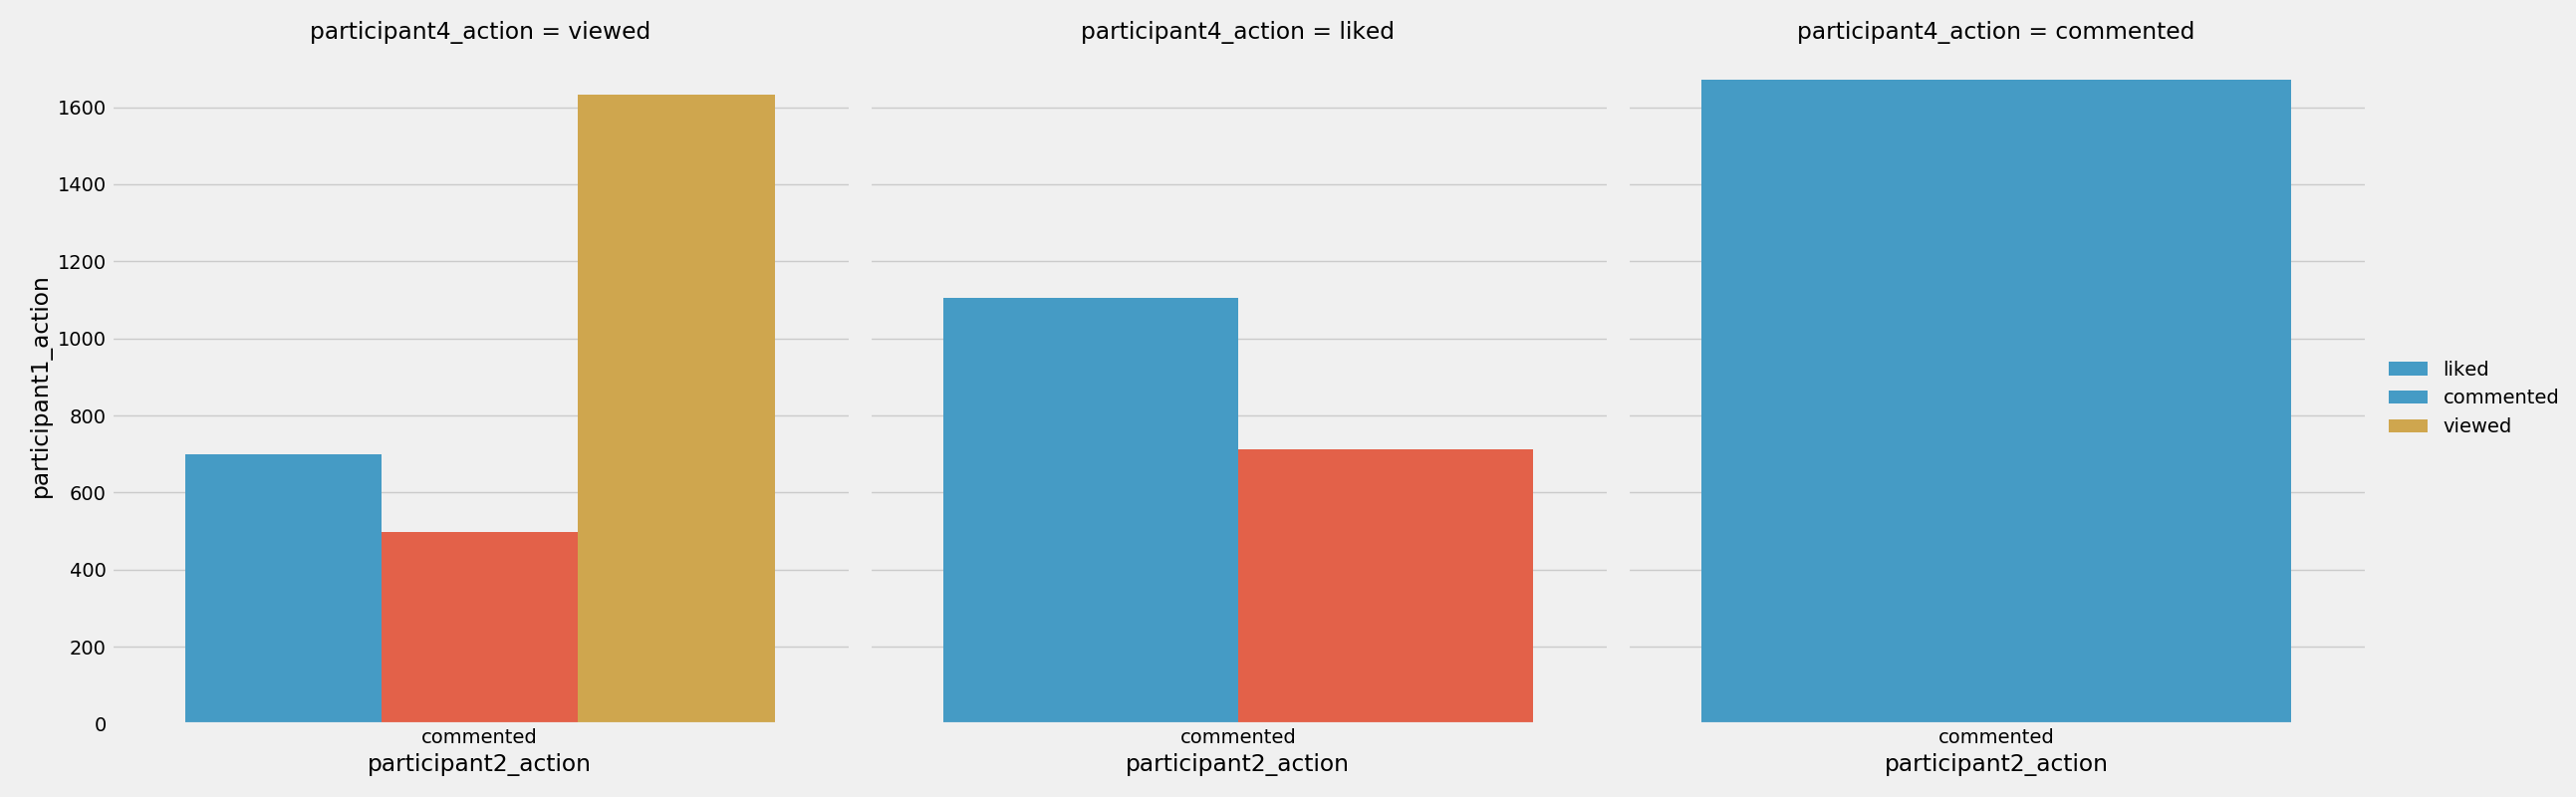 participant4_action = viewed
participant4_action = liked
participant4_action = commented
participant1_action
1600
1400
1200
1000
800
600
400
200
0
commented
participant2_action
commented
participant2_action
commented
participant2_action
liked
commented
viewed